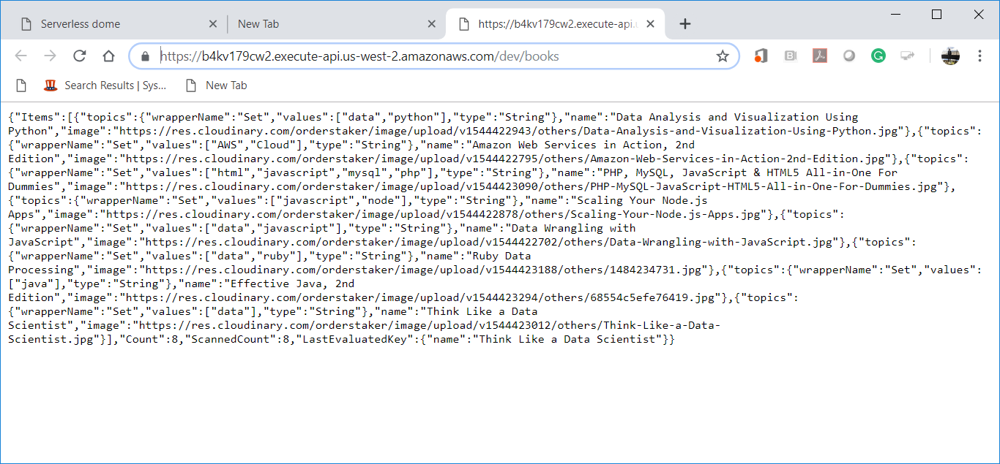 Serverless dome
New Tab
https://b4kv179cw2.execute-api.u
https://b4kv179cw2.execute-api.us-west-2.amazonaws.com/dev/books
Search Results | Sys...
New Tab
{"Items":[{"topics":{"wrapperName":"Set","values":["data","python"],"type":"String"},"name":"Data Analysis and Visualization Using
Python","image":"https://res.cloudinary.com/orderstaker/image/upload/v1544422943/others/Data-Analysis-and-Visualization-Using-Python.jpg"},{"topics":
{"wrapperName":"Set","values":["AWS","Cloud"],"type":"String"},"name":"Amazon Web Services in Action, 2nd
Edition","image":"https://res.cloudinary.com/orderstaker/image/upload/v1544422795/others/Amazon-Web-Services-in-Action-2nd-Edition.jpg"},{"topics":
{"wrapperName":"Set","values":["html","javascript","mysql","php"],"type":"String"},"name":"PHP, MySQL, JavaScript & HTML5 All-in-One For
Dummies","image":"https://res.cloudinary.com/orderstaker/image/upload/v1544423090/others/PHP-MySQL-JavaScript-HTML5-All-in-One-For-Dummies.jpg"},
{"topics":{"wrapperName":"Set","values":["javascript","node"],"type":"String"},"name":"Scaling Your Node.js
Apps","image":"https://res.cloudinary.com/orderstaker/image/upload/v1544422878/others/Scaling-Your-Node.js-Apps.jpg"},{"topics":
{"wrapperName":"Set","values":["data","javascript"],"type":"String"},"name":"Data Wrangling with
JavaScript","image":"https://res.cloudinary.com/orderstaker/image/upload/v1544422702/others/Data-Wrangling-with-JavaScript.jpg"},{"topics":
{"wrapperName":"Set","values":["data","ruby"],"type":"String"},"name":"Ruby Data
Processing","image":"https://res.cloudinary.com/orderstaker/image/upload/v1544423188/others/1484234731.jpg"},{"topics":{"wrapperName":"Set","values":
["java"],"type":"String"},"name":"Effective Java, 2nd
Edition","image":"https://res.cloudinary.com/orderstaker/image/upload/v1544423294/others/68554c5efe76419.jpg"},{"topics":
{"wrapperName":"Set","values":["data"],"type":"String"},"name":"Think Like a Data
Scientist","image":"https://res.cloudinary.com/orderstaker/image/upload/v1544423012/others/Think-Like-a-Data-
Scientist.jpg"}],"Count":8,"ScannedCount":8,"LastEvaluatedKey":{"name":"Think Like a Data Scientist"}}